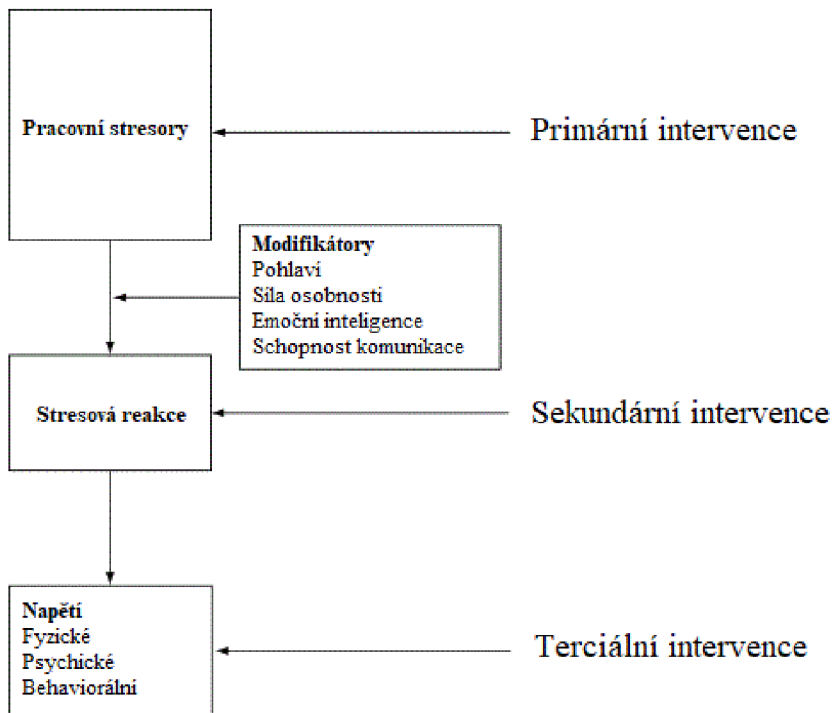 Pracovní stresory
Primární intervence
Modifikátory
Pohlaví
Síla osobnosti
Emoční inteligence
Schopnost komunikace
Stresová reakce
Sekundární intervence
Napětí
Fyzické
Psychické
Behaviorální
Terciální intervence